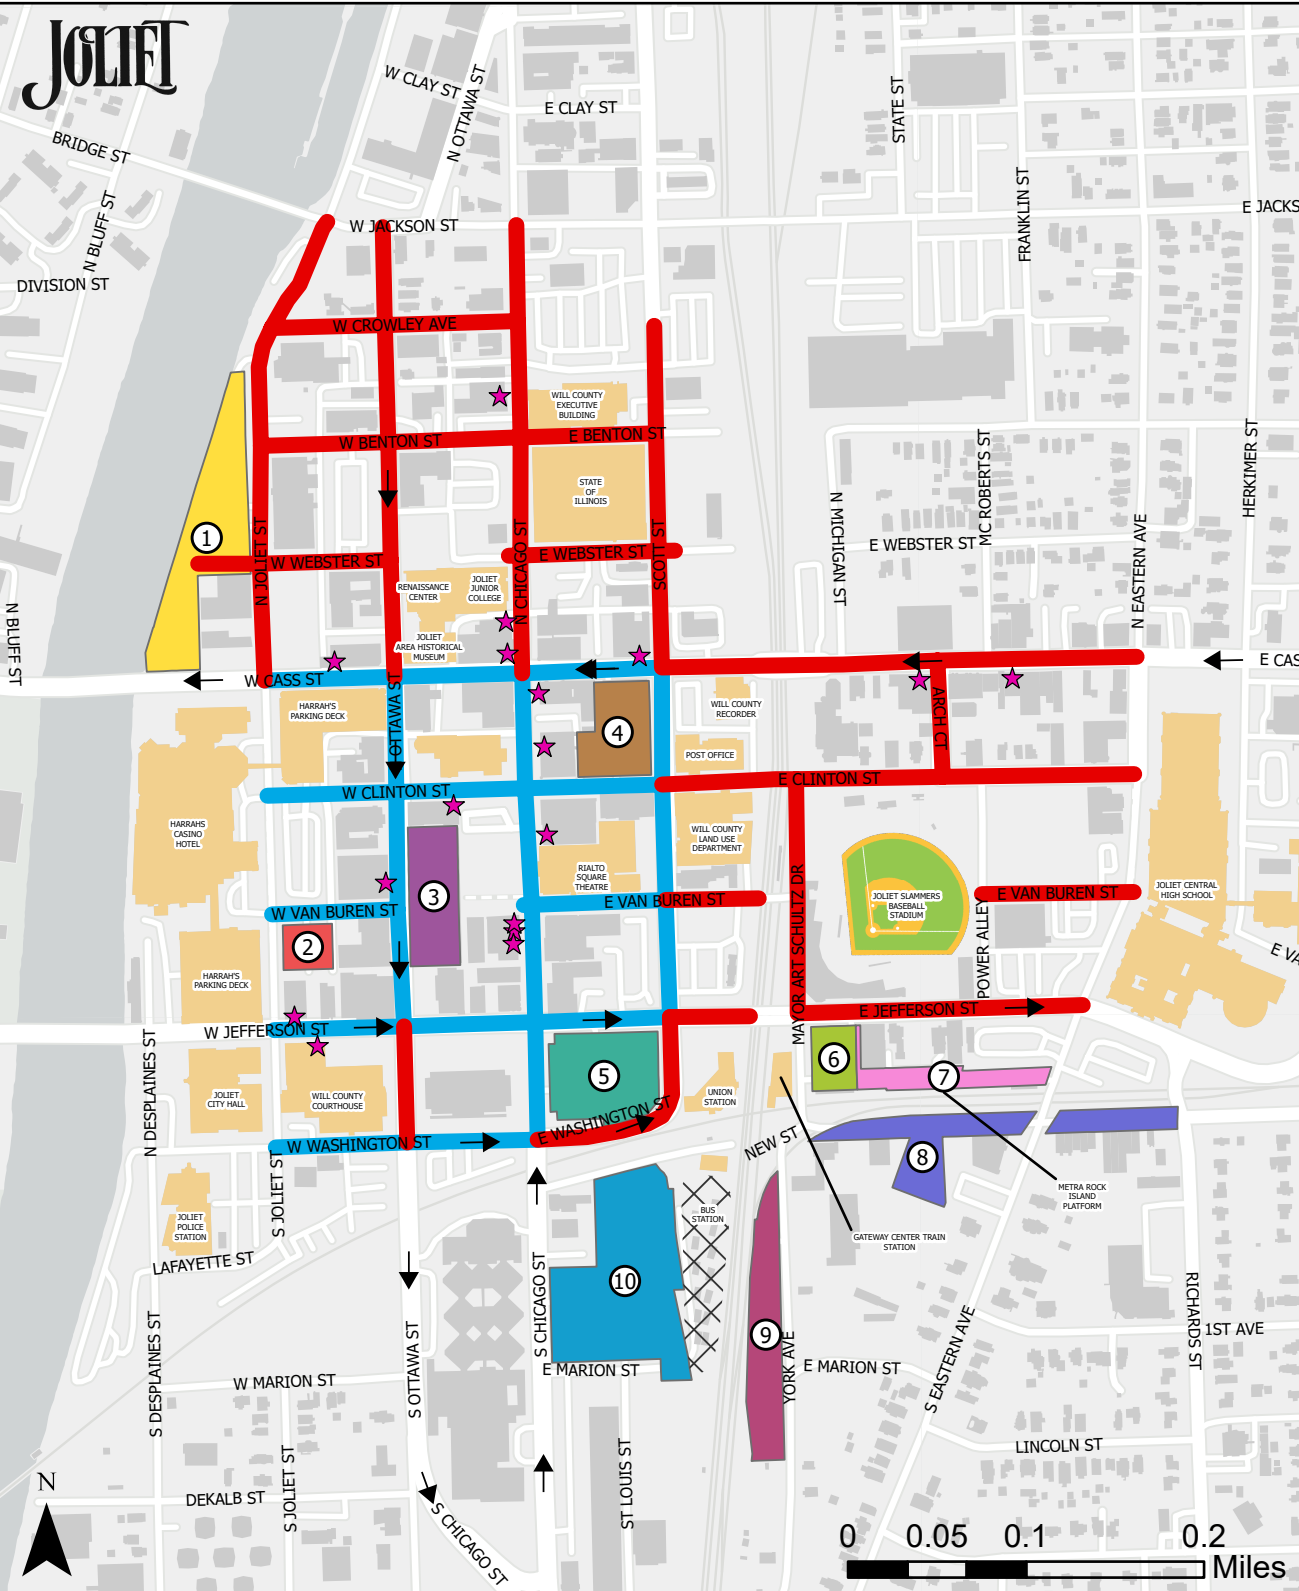 JOLIET
W CLAY ST
N OTTAWA ST
E CLAY ST
STATE ST
BRIDGE ST
N BLUFF ST
FRANKLIN ST
E JACKS
W JACKSON ST
DIVISION ST
W CROWLEY AVE
WILL COUNTY
EXECUTIVE
BUILDING
W BENTON ST
E BENTON ST
MC ROBERTS ST
HERKIMER ST
STATE
OF
ILLINOIS
1
N JOLIET ST
W WEBSTER ST
N CHICAGO ST
E WEBSTER ST
SCOTT ST
N MICHIGAN ST
E WEBSTER ST
N EASTERN AVE
RENAISSANCE
CENTER
JOLIET
JUNIOR
COLLEGE
JOLIET
AREA HISTORICAL
MUSEUM
N BLUFF ST
W CASS ST
E CAS
HARRAH'S
PARKING DECK
OTTAWA ST
4
WILL COUNTY
RECORDER
POST OFFICE
ARCH CT
W CLINTON ST
E CLINTON ST
HARRAHS
CASINO
HOTEL
3
RIALTO
SQUARE
THEATRE
WILL COUNTY
LAND USE
DEPARTMENT
MAYOR ART SCHULTZ DR
JOLIET SLAMMERS
BASEBALL
STADIUM
JOLIET CENTRAL
HIGH SCHOOL
W VAN BUREN ST
E VAN BUREN ST
E VAN BUREN ST
POWER ALLEY
E VA
2
HARRAH'S
PARKING DECK
W JEFFERSON ST
E JEFFERSON ST
N DESPLAINES ST
JOLIET
CITY HALL
WILL COUNTY
COURTHOUSE
5
UNION
STATION
6
7
E WASHINGTON ST
W WASHINGTON ST
NEW ST
8
METRA ROCK
ISLAND
PLATFORM
S JOLIET ST
JOLIET
POLICE
STATION
BUS
STATION
GATEWAY CENTER TRAIN
STATION
LAFAYETTE ST
10
S CHICAGO ST
9
S DESPLAINES ST
S OTTAWA ST
E MARION ST
YORK AVE
E MARION ST
S EASTERN AVE
RICHARDS ST
1ST AVE
W MARION ST
S JOLIET ST
ST LOUIS ST
LINCOLN ST
N
DEKALB ST
S CHICAGO ST
0 0.05 0.1 0.2
Miles